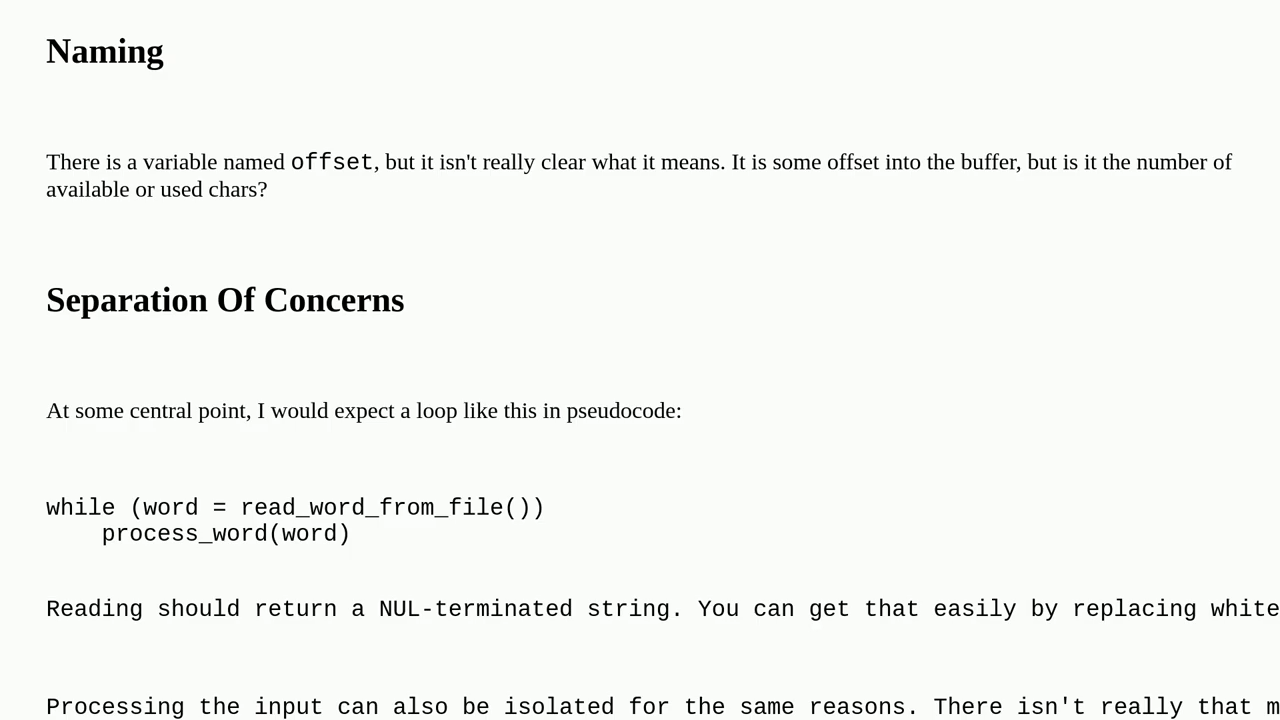 Naming
There is a variable named offset, but it isn't really clear what it means. It is some offset into the buffer, but is it the number of
available or used chars?
Separation Of Concerns
At some central point, I would expect a loop like this in pseudocode:
while (word = read_word_from_file())
    process_word(word)
Reading should return a NUL-terminated string. You can get that easily by replacing white
Processing the input can also be isolated for the same reasons. There isn't really that m